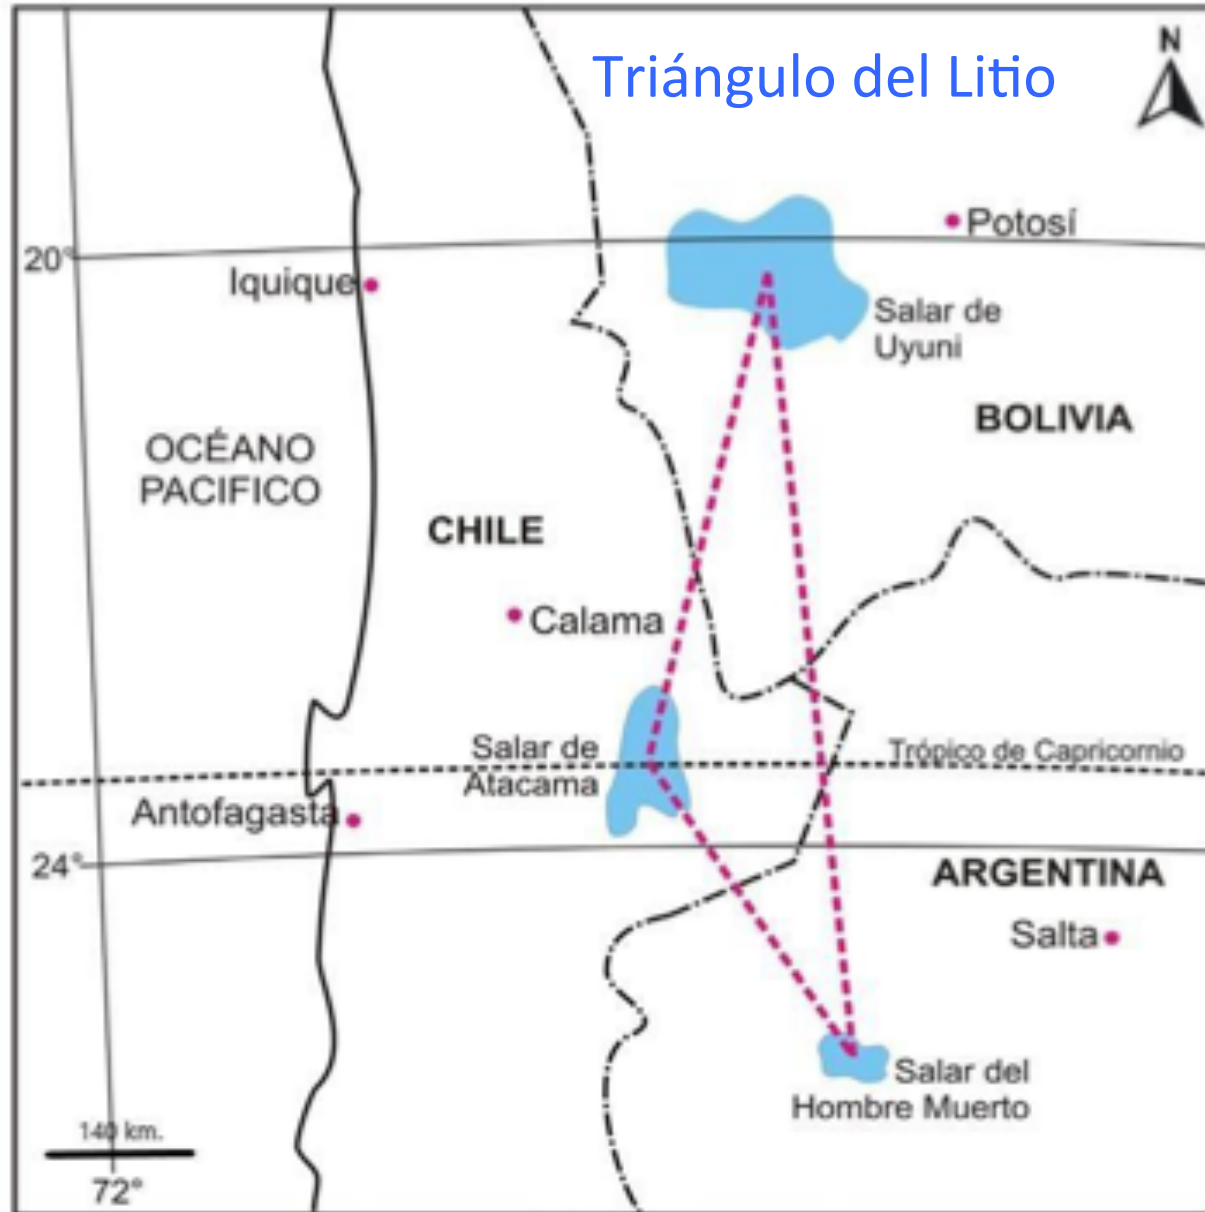 Triángulo del Litio
N
Potosí
20°
Iquique
Salar de
Uyuni
BOLIVIA
OCÉANO
PACIFICO
CHILE
Calama
Salar de
Atacama
Trópico de Capricornio
Antofagasta
24°
ARGENTINA
Salta
Salar del
Hombre Muerto
140 km.
72°